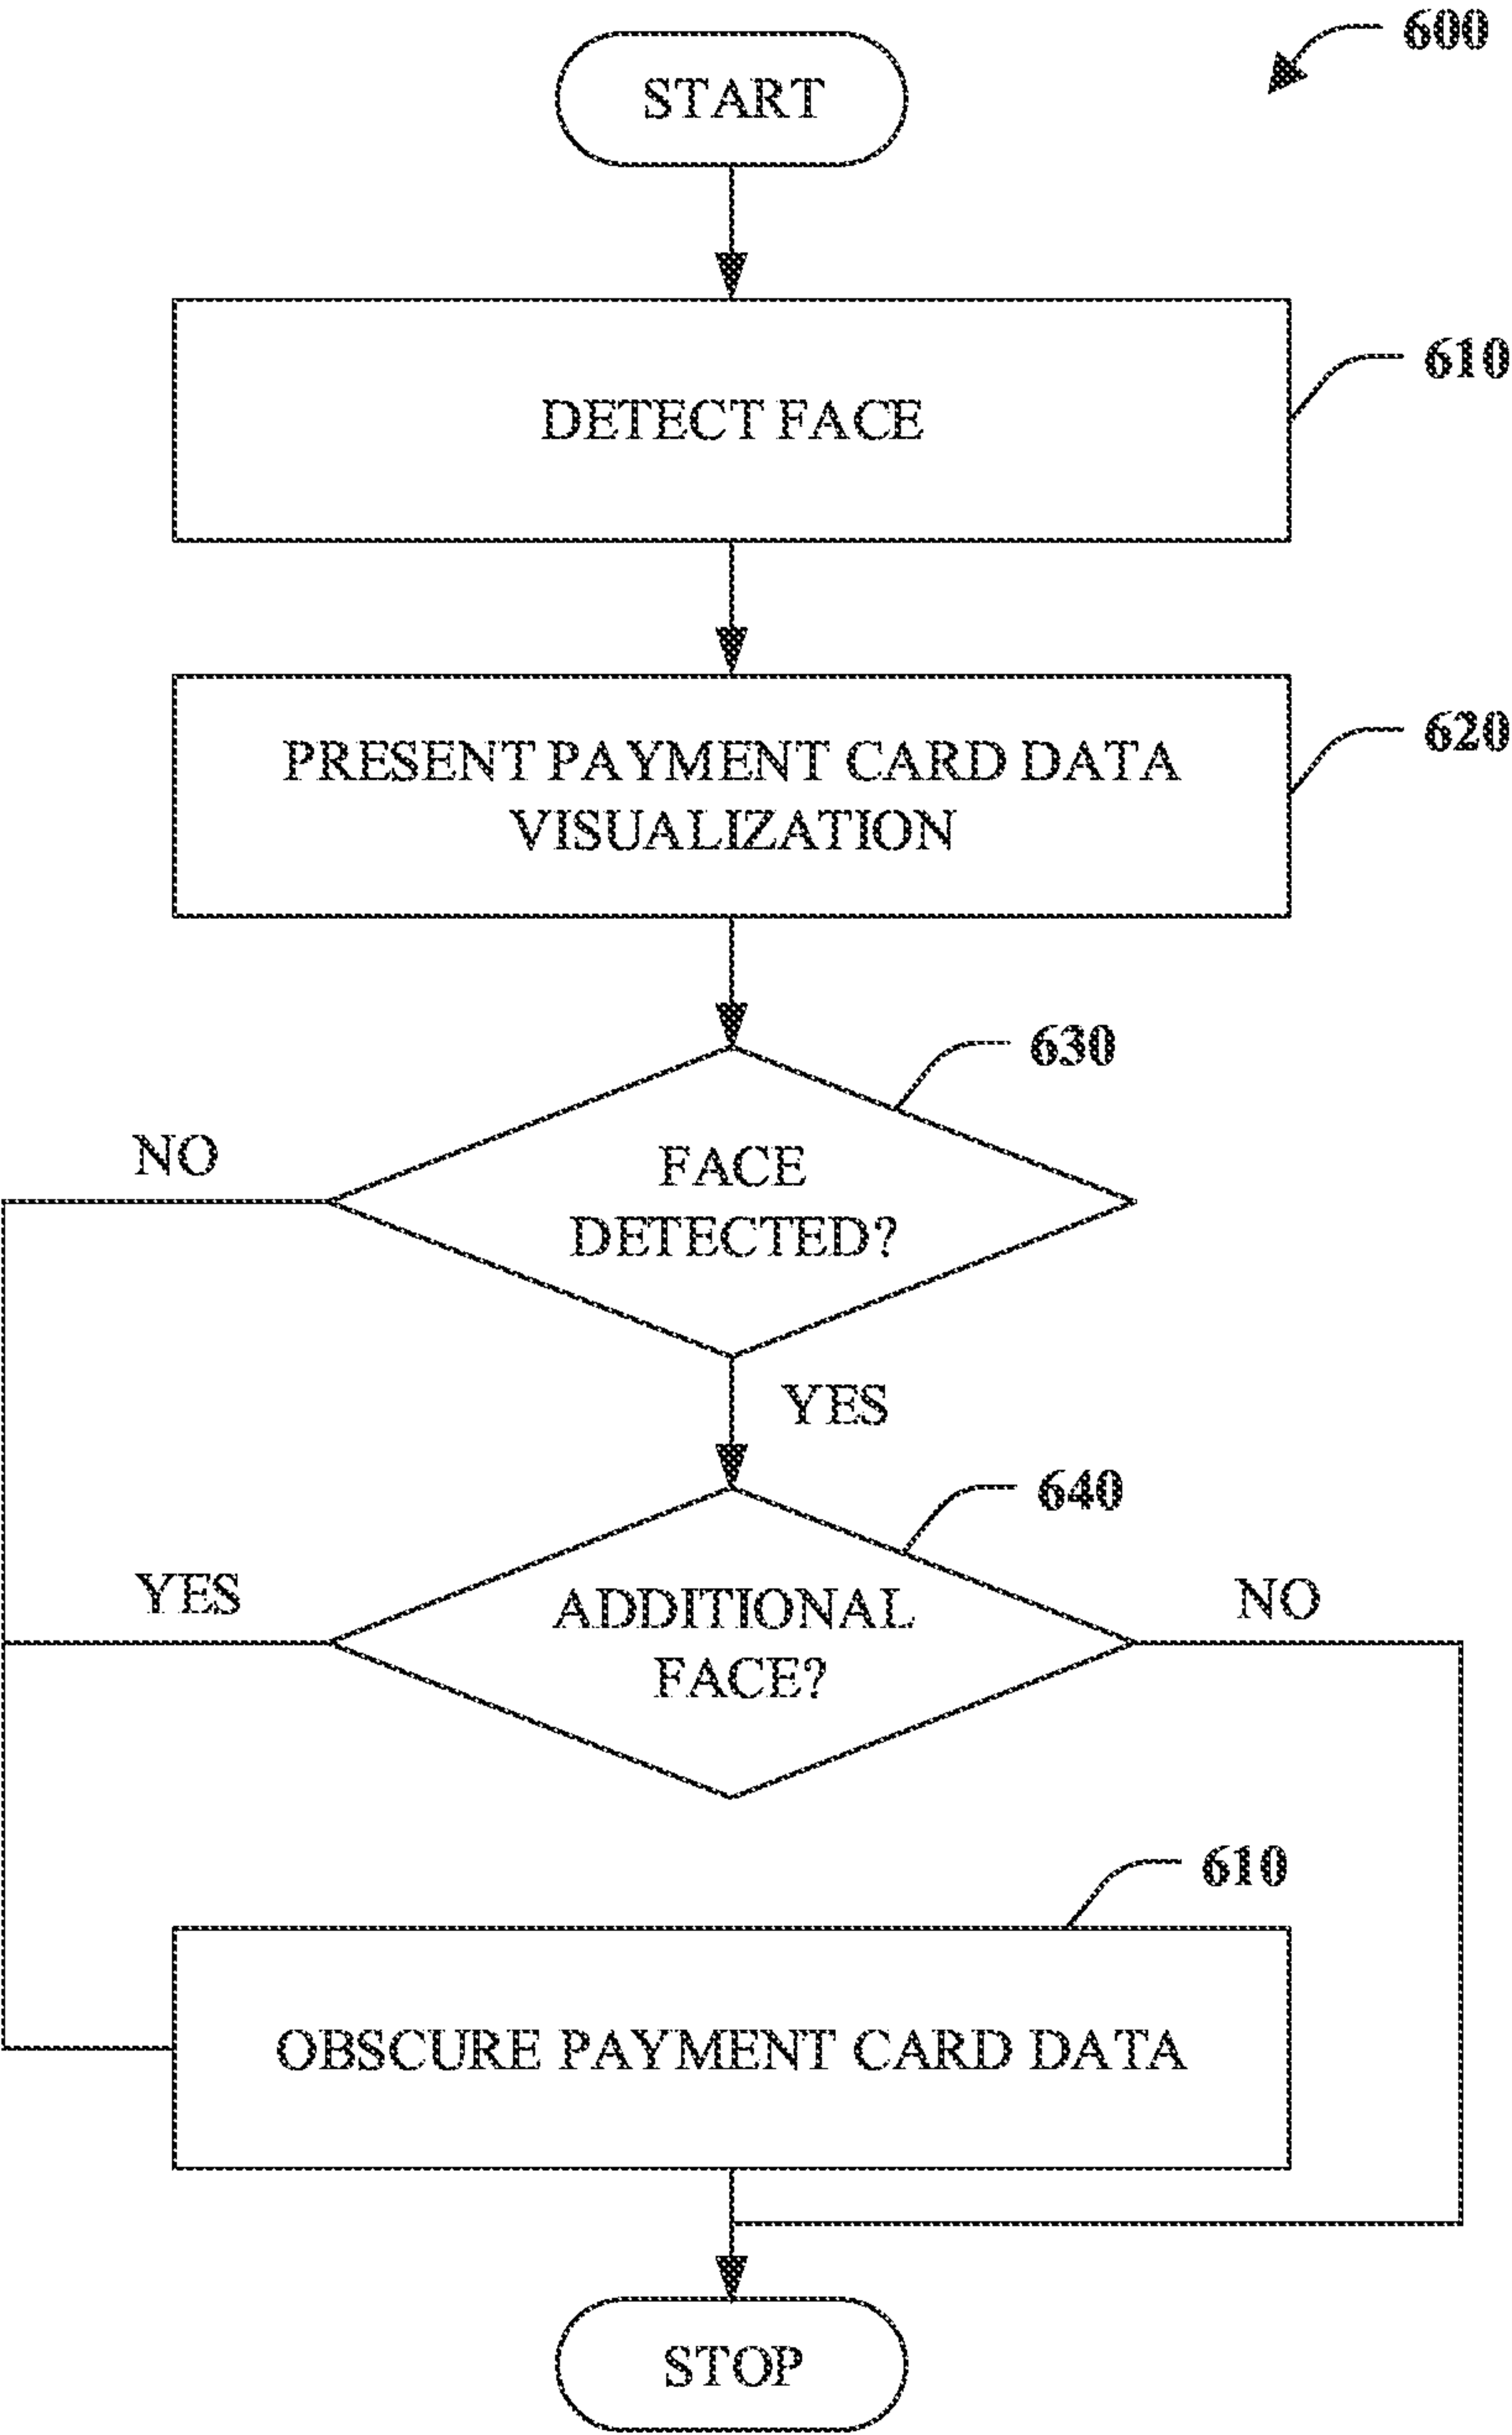 600
START
610
DETECT FACE
620
PRESENT PAYMENT CARD DATA
VISUALIZATION
630
NO
FACE
DETECTED?
YES
640
YES
ADDITIONAL
FACE?
NO
610
OBSCURE PAYMENT CARD DATA
STOP